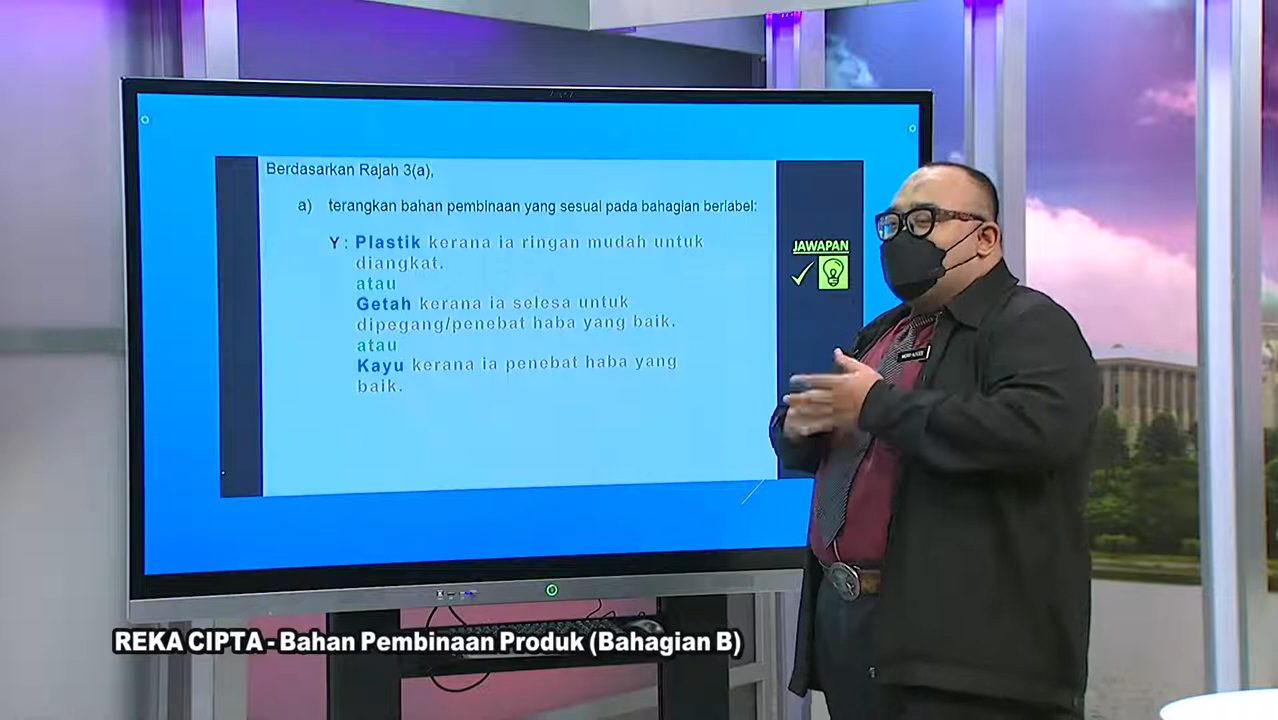 Berdasarkan Rajah 3(a),
a) terangkan bahan pembinaan yang sesuai pada bahagian berlabel:
Y : Plastik kerana ia ringan mudah untuk
diangkat.
atau
Getah kerana ia selesa untuk
dipegang/penebat haba yang baik.
atau
Kayu kerana ia penebat haba yang
baik.
JAWAPAN
REKA CIPTA - Bahan Pembinaan Produk (Bahagian B)